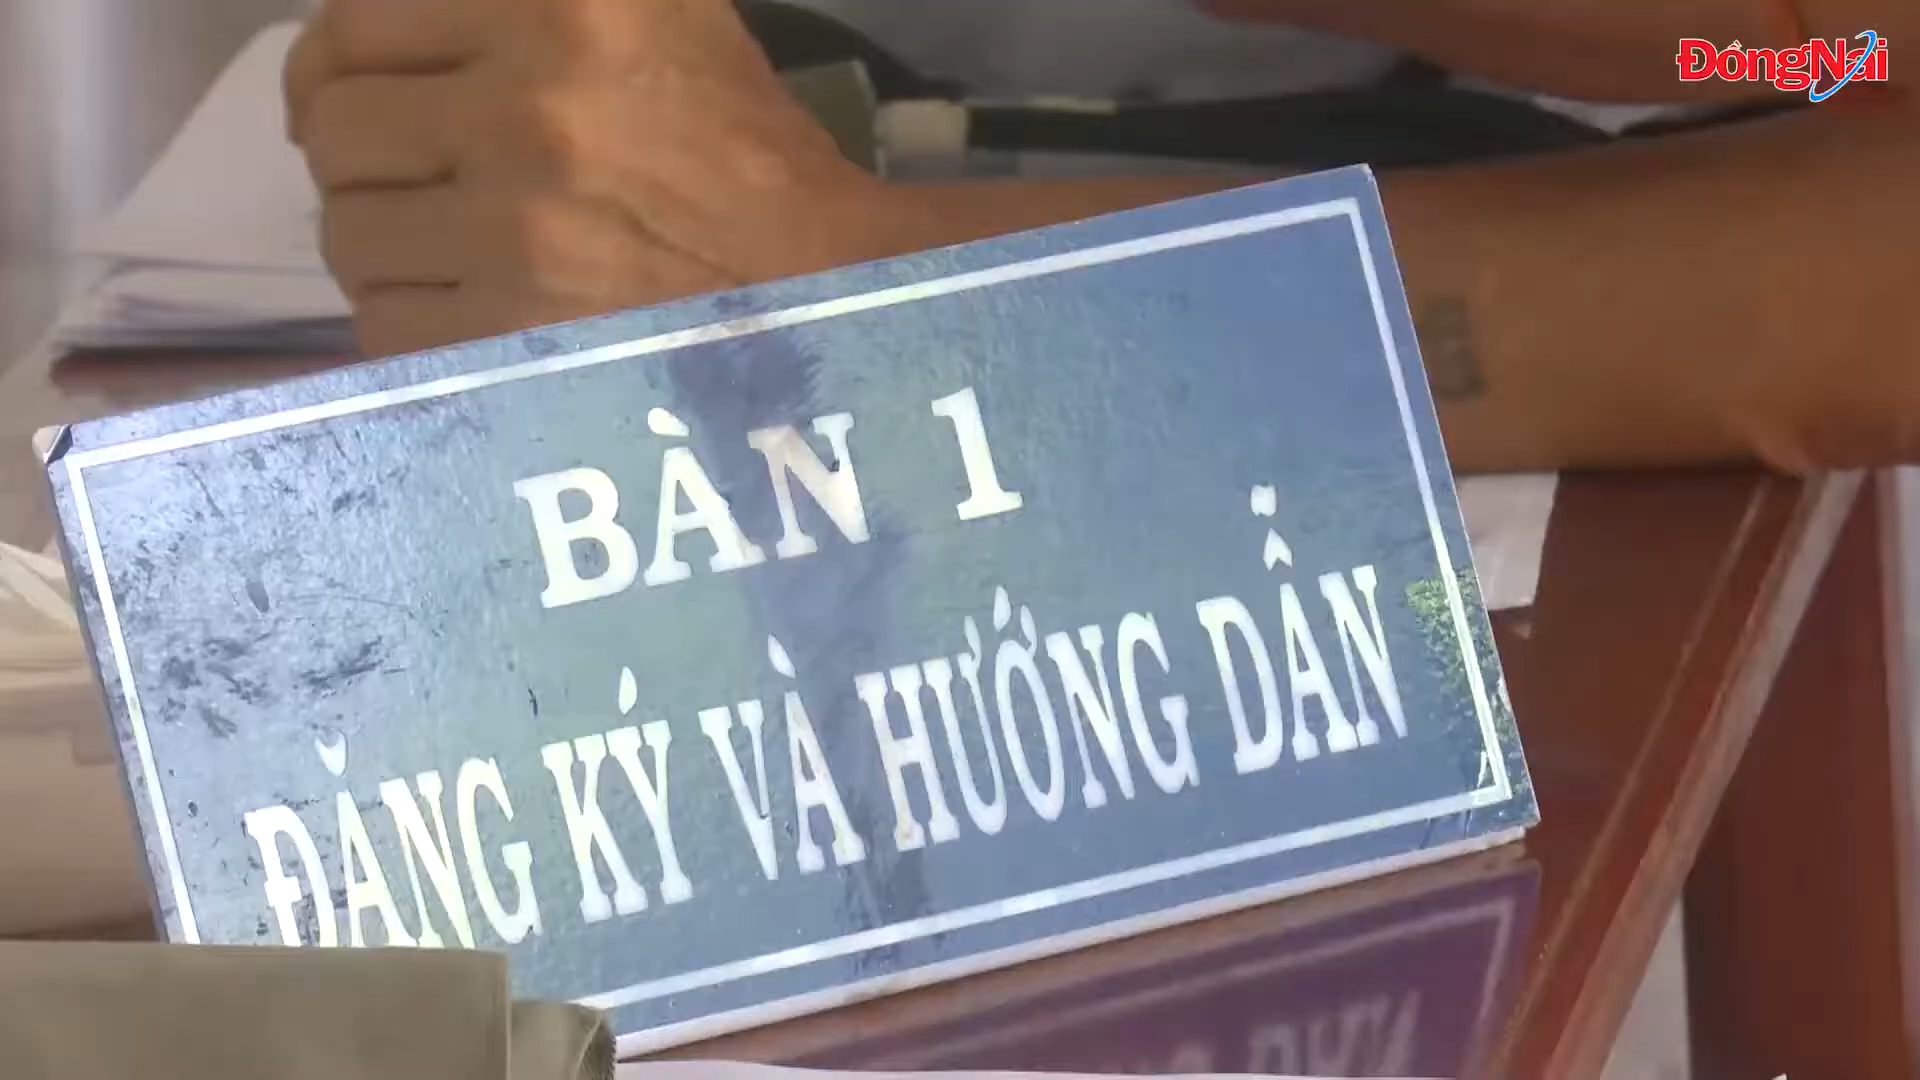 ĐồngNai
BÀN 1
ĐĂNG KÝ VÀ HƯỚNG DẪN